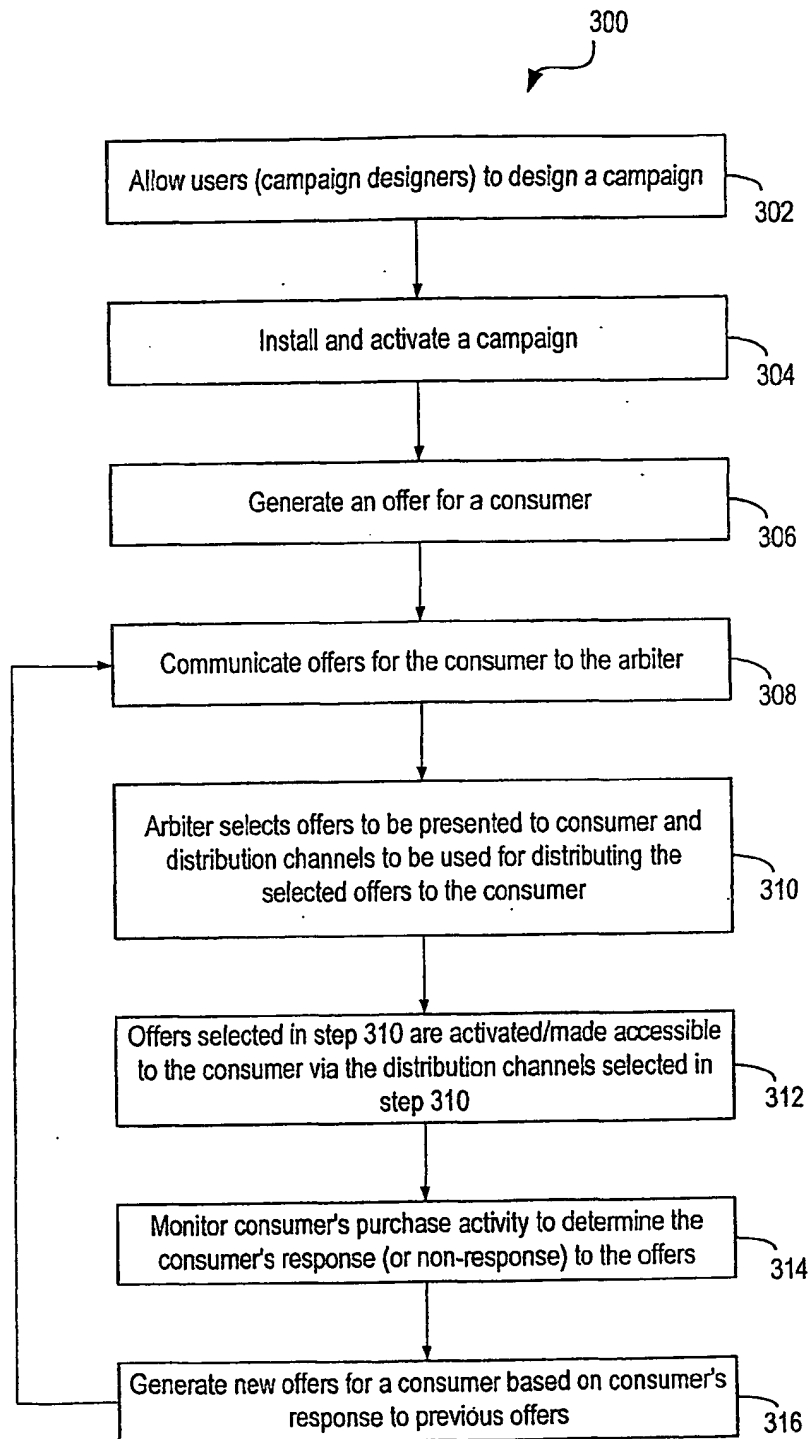 300
Allow users (campaign designers) to design a campaign
302
Install and activate a campaign
304
Generate an offer for a consumer
306
Communicate offers for the consumer to the arbiter
308
Arbiter selects offers to be presented to consumer and
distribution channels to be used for distributing the
selected offers to the consumer
310
Offers selected in step 310 are activated/made accessible
to the consumer via the distribution channels selected in
step 310
312
Monitor consumer's purchase activity to determine the
consumer's response (or non-response) to the offers
314
Generate new offers for a consumer based on consumer's
response to previous offers
316